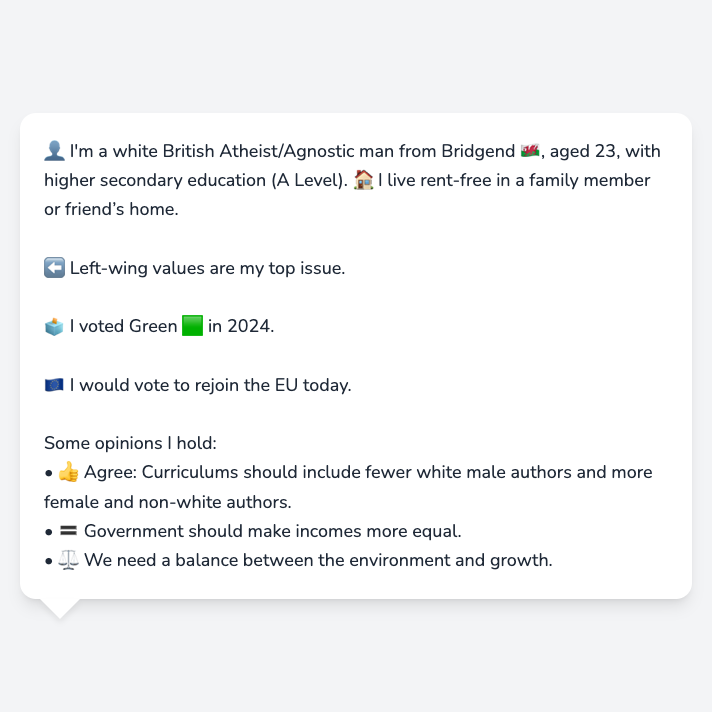 👤 I'm a white British Atheist/Agnostic man from Bridgend 🏴󠁧󠁢󠁷󠁬󠁳󠁿, aged 23, with
higher secondary education (A Level). 🏠 I live rent-free in a family member
or friend’s home.
⬅️ Left-wing values are my top issue.
🗳️ I voted Green 🟩 in 2024.
🇪🇺 I would vote to rejoin the EU today.
Some opinions I hold:
• 👍 Agree: Curriculums should include fewer white male authors and more
female and non-white authors.
• 🟰 Government should make incomes more equal.
• ⚖️ We need a balance between the environment and growth.